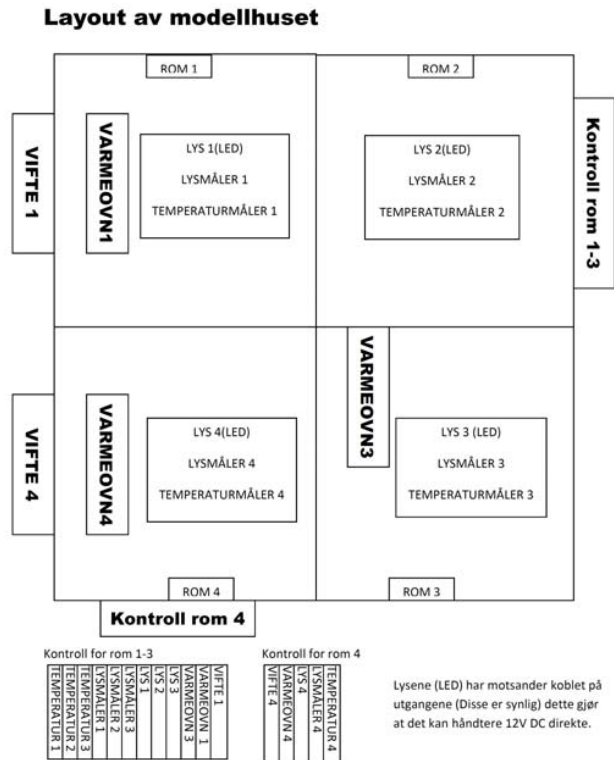 Layout av modellhuset
ROM 1
ROM 2
VIFTE 1
VARMEOVN1
LYS 1(LED)
LYSMÅLER 1
TEMPERATURMÅLER 1
LYS 2(LED)
LYSMÅLER 2
TEMPERATURMÅLER 2
Kontroll rom 1-3
VIFTE 4
VARMEOVN4
LYS 4(LED)
LYSMÅLER 4
TEMPERATURMÅLER 4
VARMEOVN3
LYS 3 (LED)
LYSMÅLER 3
TEMPERATURMÅLER 3
ROM 4
ROM 3
Kontroll rom 4
Kontroll for rom 1-3
TEMPERATUR 1
TEMPERATUR 2
TEMPERATUR 3
LYSMÅLER 1
LYSMÅLER 2
LYSMÅLER 3
LYS 1
LYS 2
LYS 3
VARMEOVN 3
VARMEOVN 1
VIFTE 1
Kontroll for rom 4
VIFTE 4
VARMEOVN 4
LYS 4
LYSMÅLER 4
TEMPERATUR 4
Lysene (LED) har motsander koblet på
utgangene (Disse er synlig) dette gjør
at det kan håndtere 12V DC direkte.